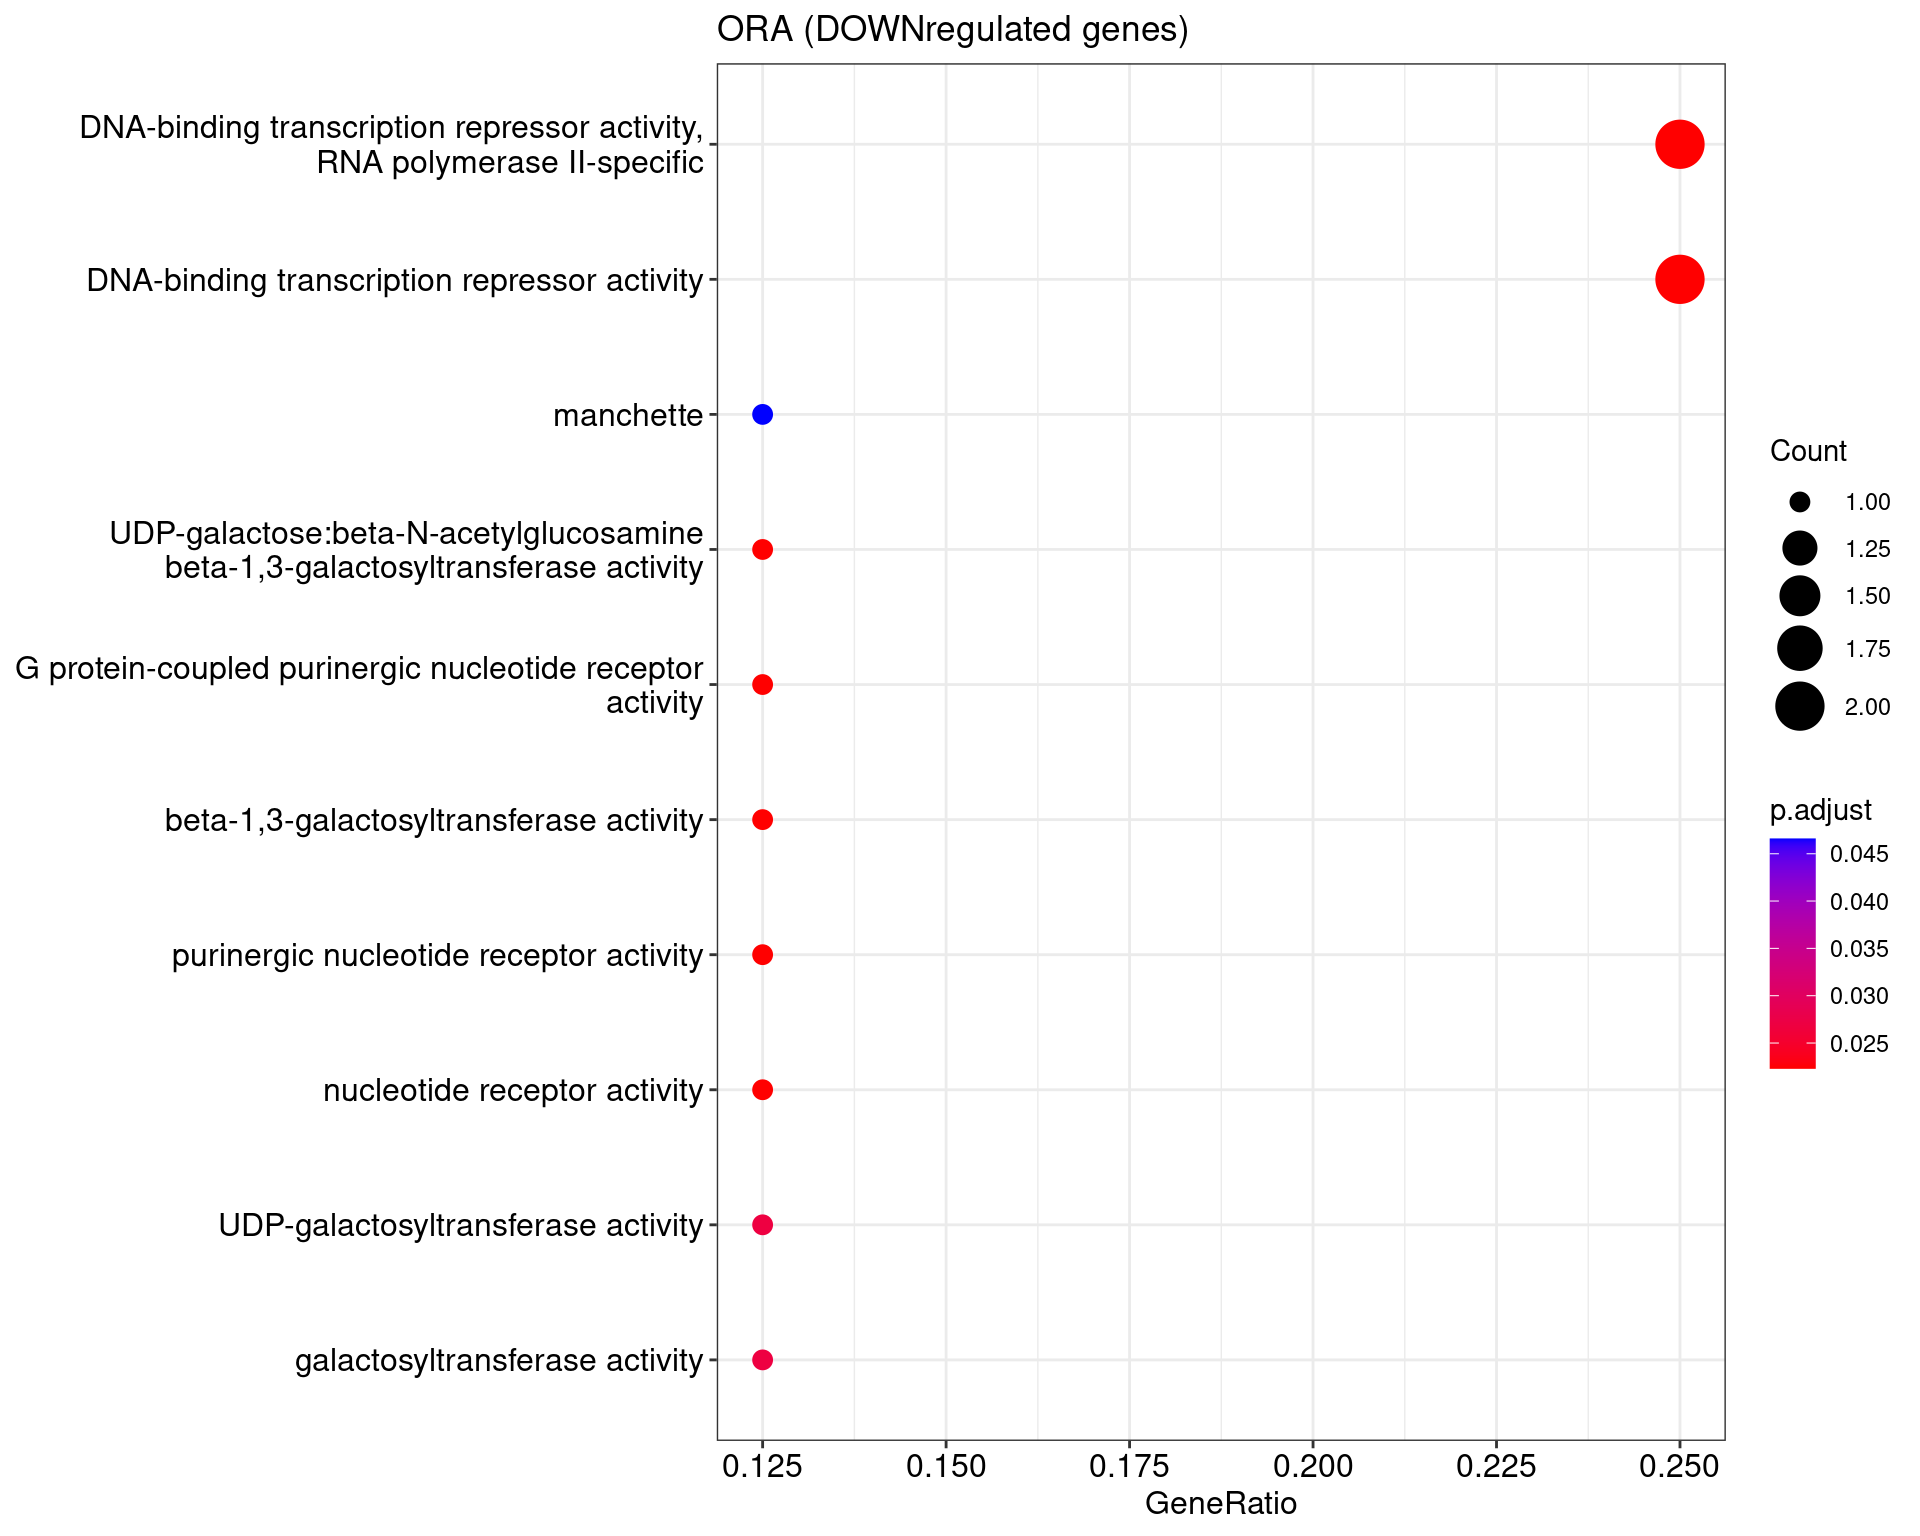 ORA (DOWNregulated genes)
DNA-binding transcription repressor activity,
RNA polymerase II-specific
DNA-binding transcription repressor activity
manchette
UDP-galactose:beta-N-acetylglucosamine
beta-1,3-galactosyltransferase activity
G protein-coupled purinergic nucleotide receptor
activity
beta-1,3-galactosyltransferase activity
purinergic nucleotide receptor activity
nucleotide receptor activity
UDP-galactosyltransferase activity
galactosyltransferase activity
0.125 0.150 0.175 0.200 0.225 0.250
GeneRatio
Count
1.00
1.25
1.50
1.75
2.00
p.adjust
0.045
0.040
0.035
0.030
0.025